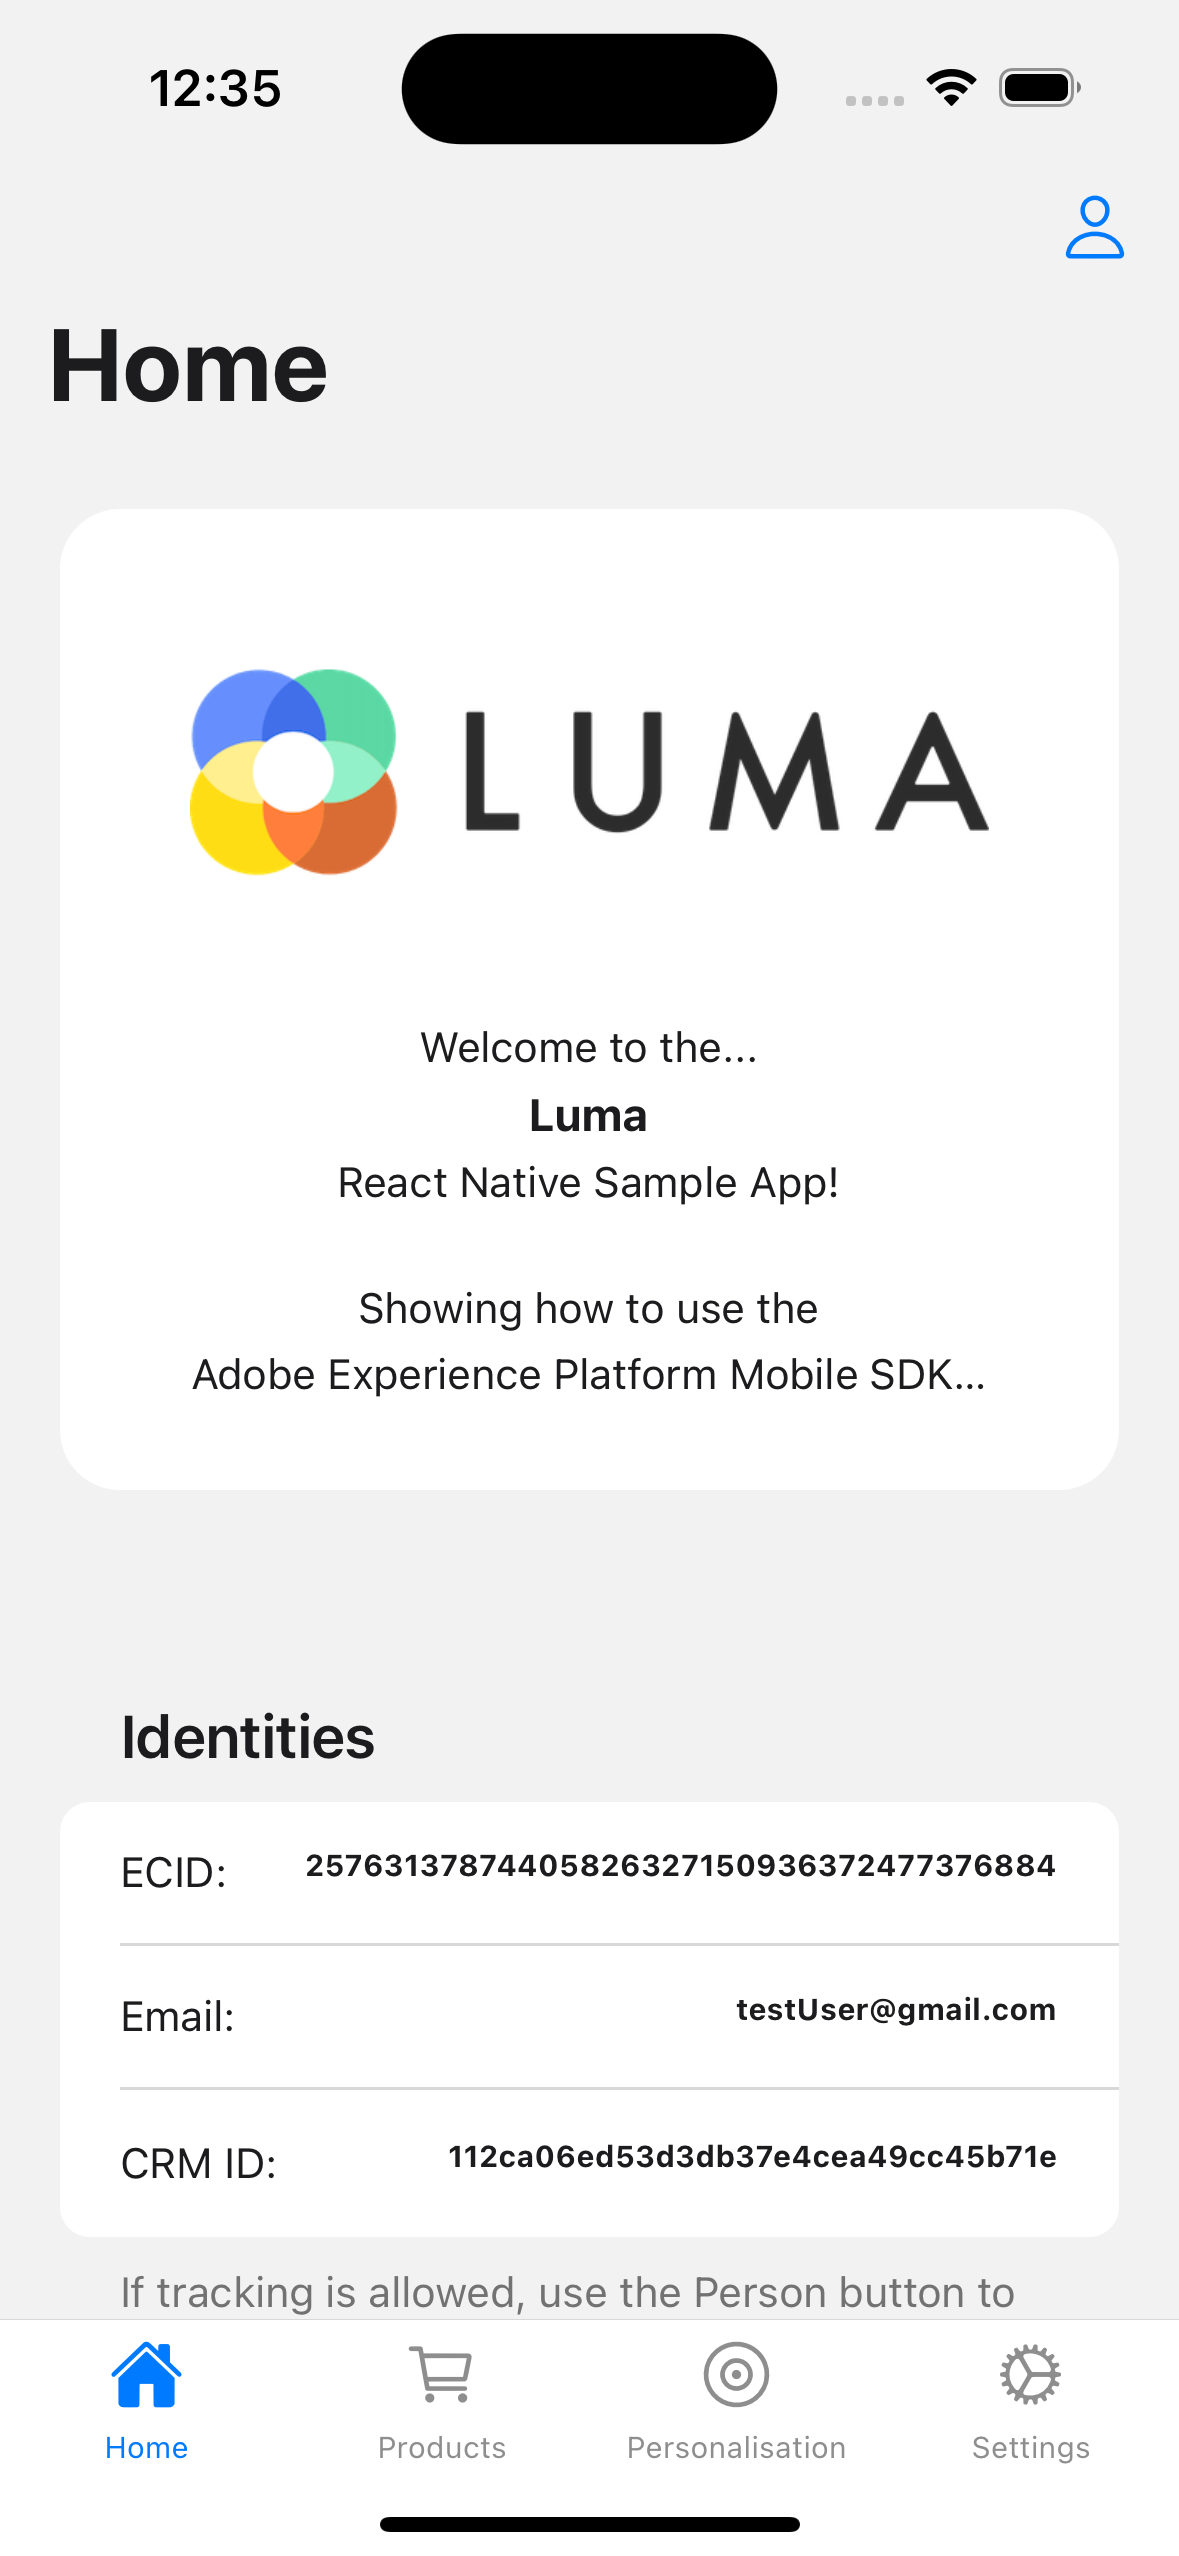 12:35
Home
LUMA
Welcome to the...
Luma
React Native Sample App!
Showing how to use the
Adobe Experience Platform Mobile SDK...
Identities
ECID: 25763137874405826327150936372477376884
Email: testUser@gmail.com
CRM ID: 112ca06ed53d3db37e4cea49cc45b71e
If tracking is allowed, use the Person button to
Home Products Personalisation Settings